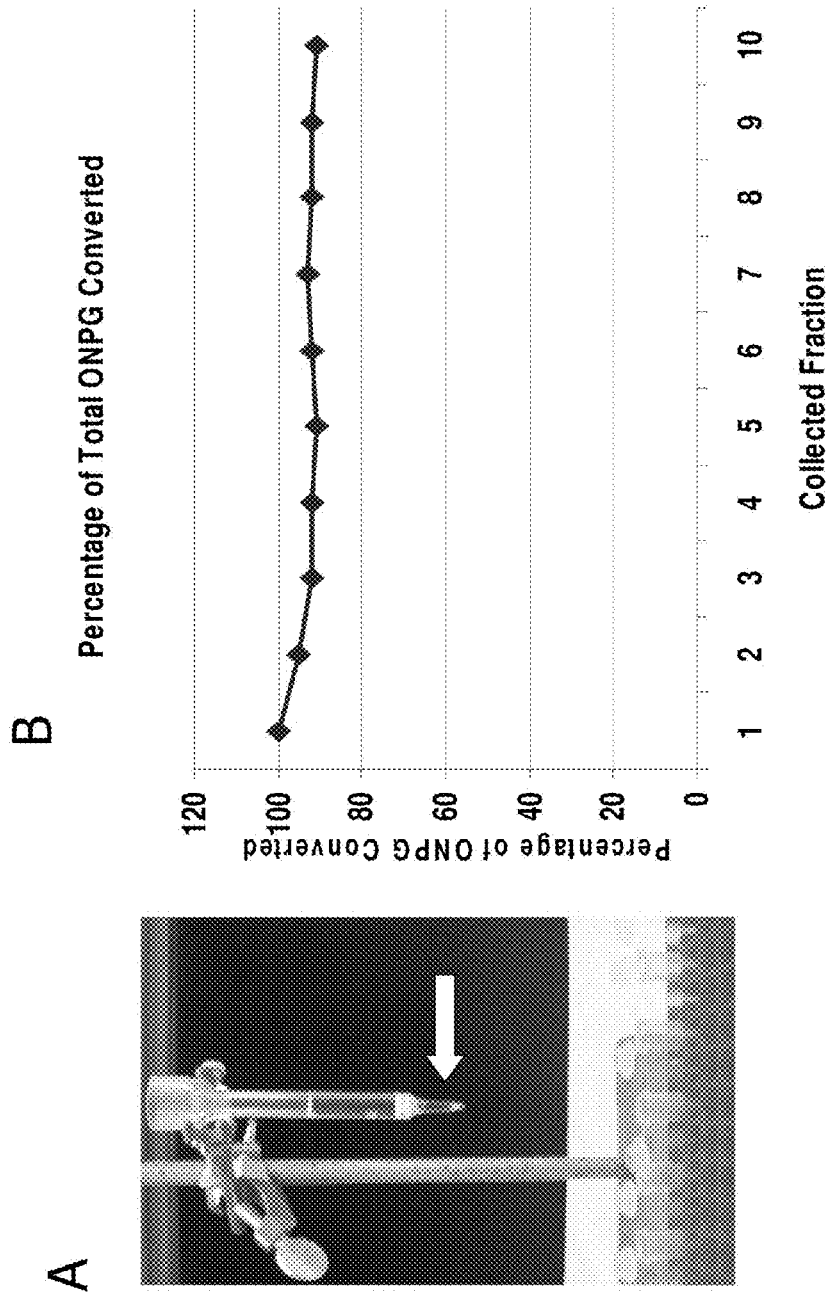 A
B
Percentage of Total ONPG Converted
Percentage of ONPG Converted
120
100
80
60
40
20
0
1 2 3 4 5 6 7 8 9 10
Collected Fraction